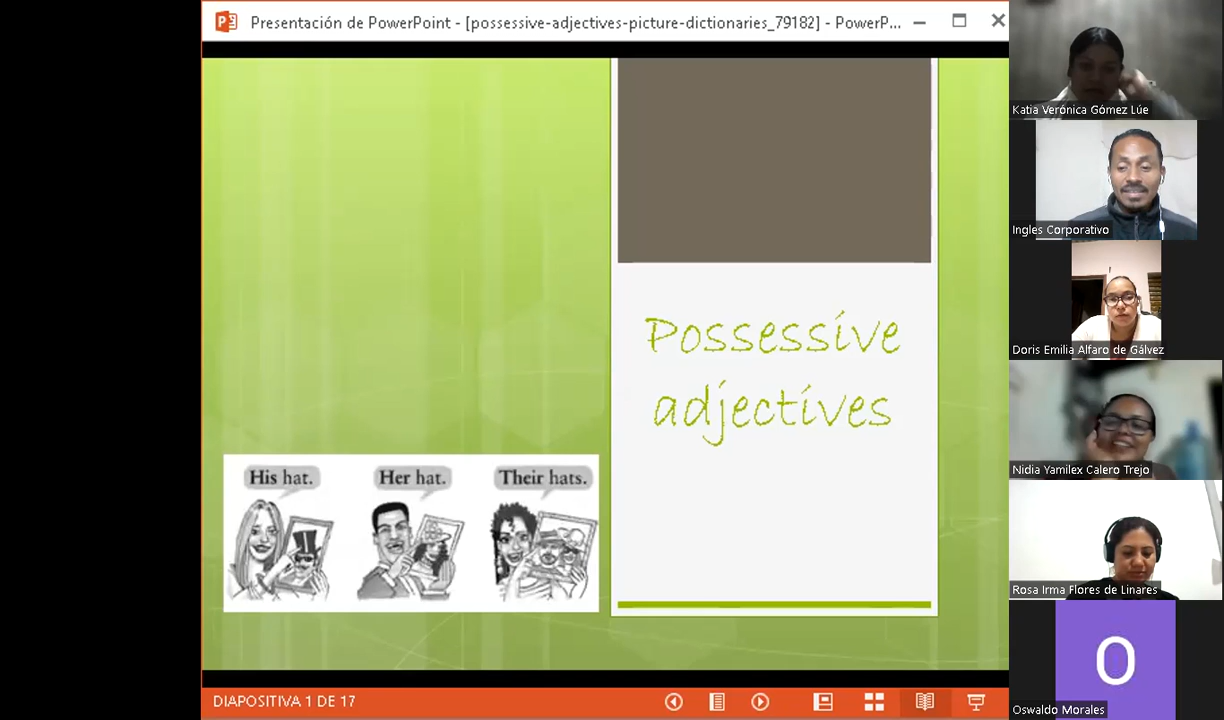 Presentación de PowerPoint - [possessive-adjectives-picture-dictionaries_79182] - PowerP...
Possessive
adjectives
His hat.
Her hat.
Their hats.
DIAPOSITIVA 1 DE 17
Katia Verónica Gómez Lúe
Ingles Corporativo
Doris Emilia Alfaro de Gálvez
Nidia Yamilex Calero Trejo
Rosa Irma Flores de Linares
O
Oswaldo Morales